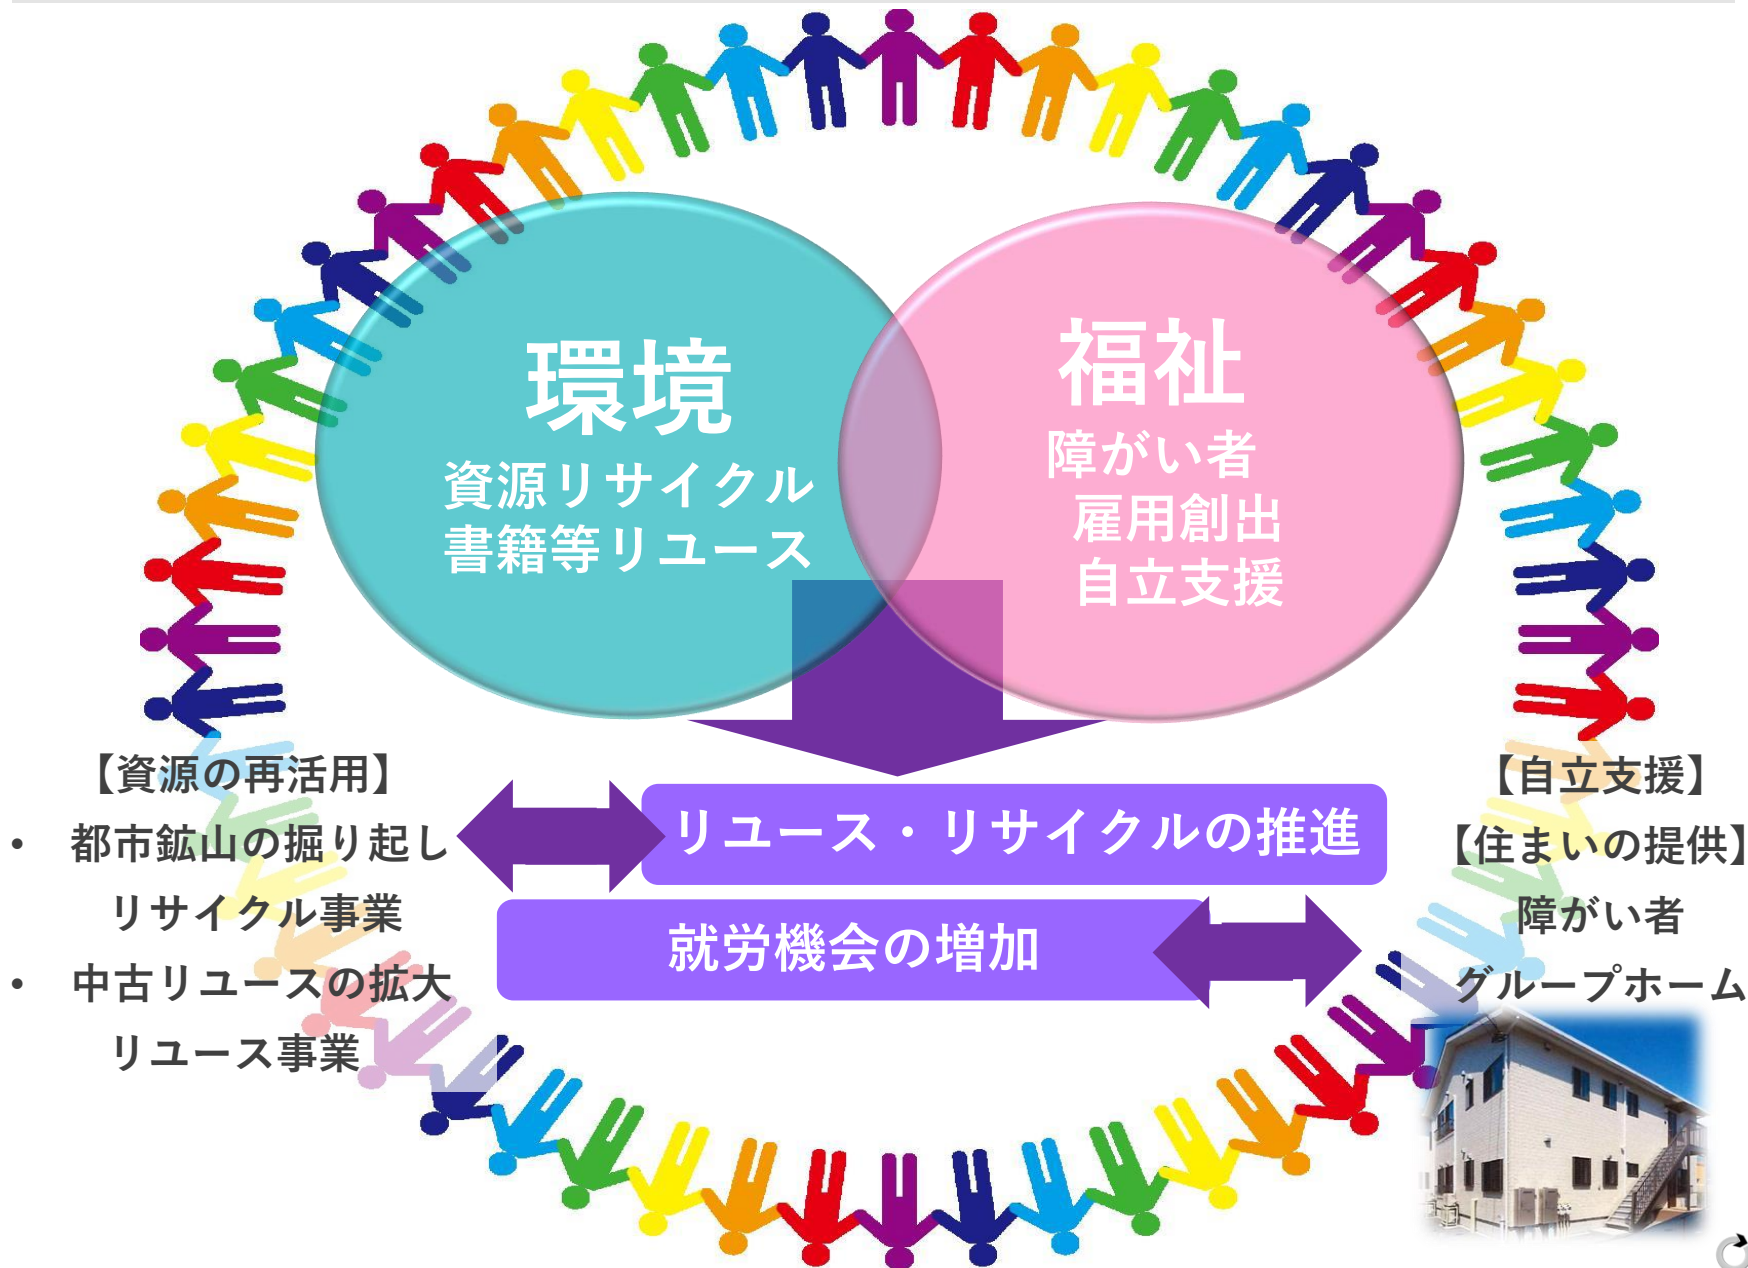 環境
資源リサイクル
書籍等リユース
福祉
障がい者
雇用創出
自立支援
リユース・リサイクルの推進
就労機会の増加
【資源の再活用】
• 都市鉱山の掘り起し
リサイクル事業
• 中古リユースの拡大
リユース事業
【自立支援】
【住まいの提供】
障がい者
グループホーム